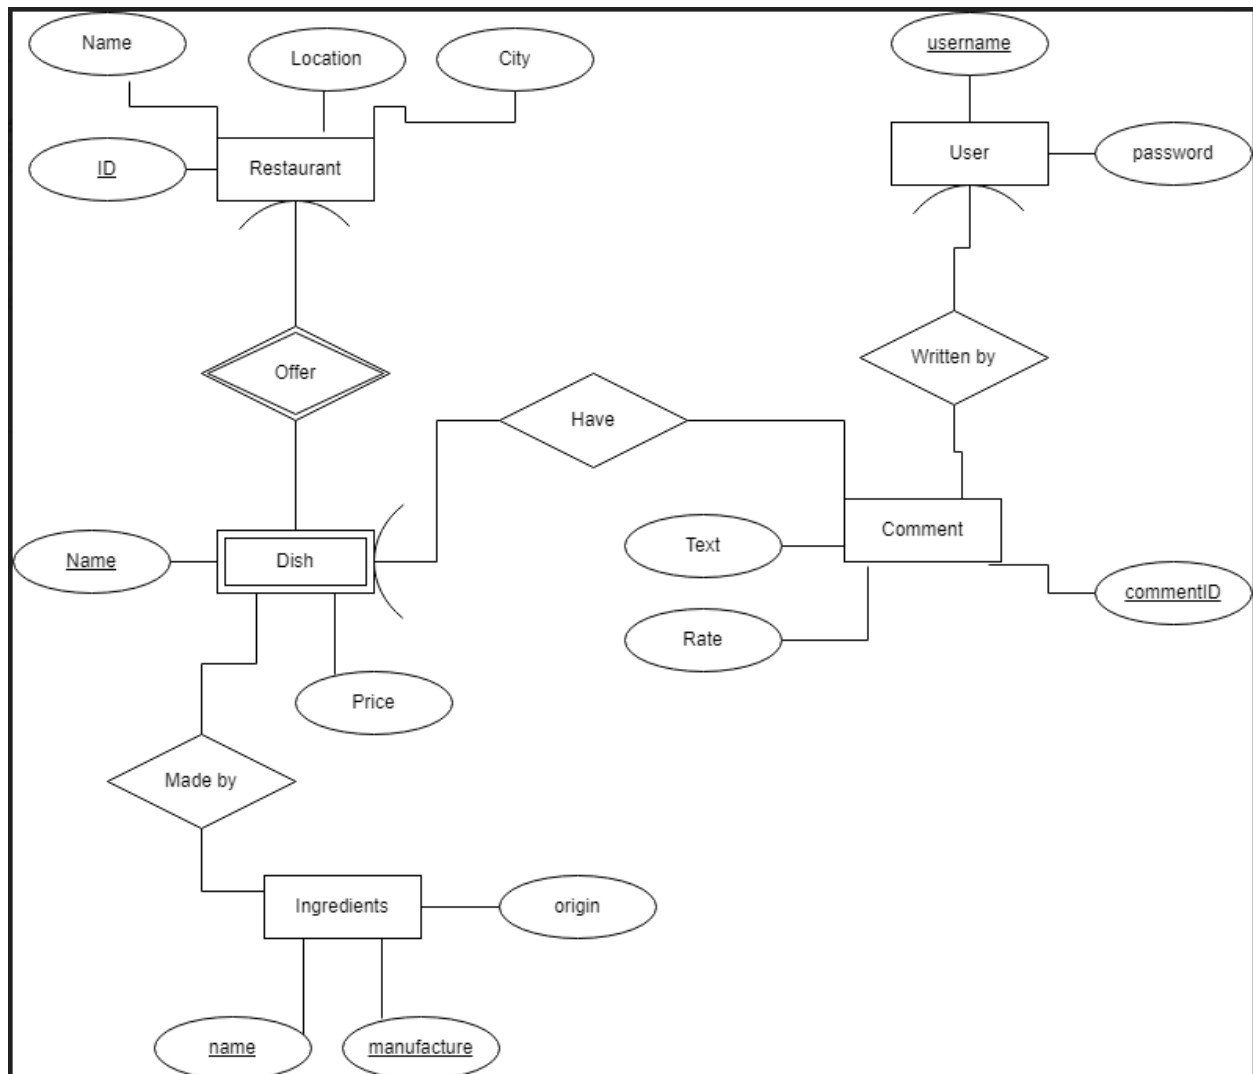 Name
Location
City
username
ID
Restaurant
User
password
Offer
Written by
Have
Name
Dish
Text
Comment
commentID
Rate
Price
Made by
Ingredients
origin
name
manufacture